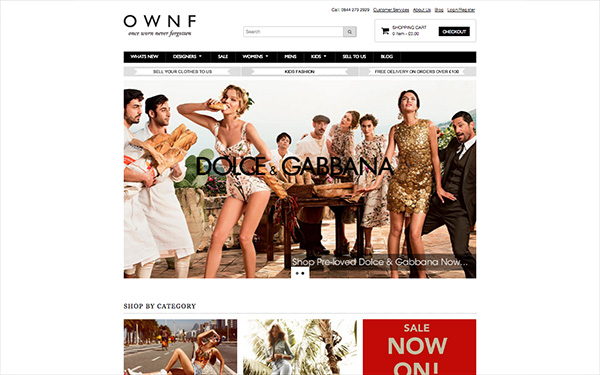 OWNF
once worn never forgotten
Call: 0844 273 2929 Customer Services About Us Blog Login/Register
Search
SHOPPING CART
0 item - £0.00
CHECKOUT
WHATS NEW DESIGNERS SALE WOMENS MENS KIDS SELL TO US BLOG
SELL YOUR CLOTHES TO US KIDS FASHION FREE DELIVERY ON ORDERS OVER £100
DOLCE & GABBANA
Shop Pre-loved Dolce & Gabbana Now...
SHOP BY CATEGORY
SALE
NOW
ON!